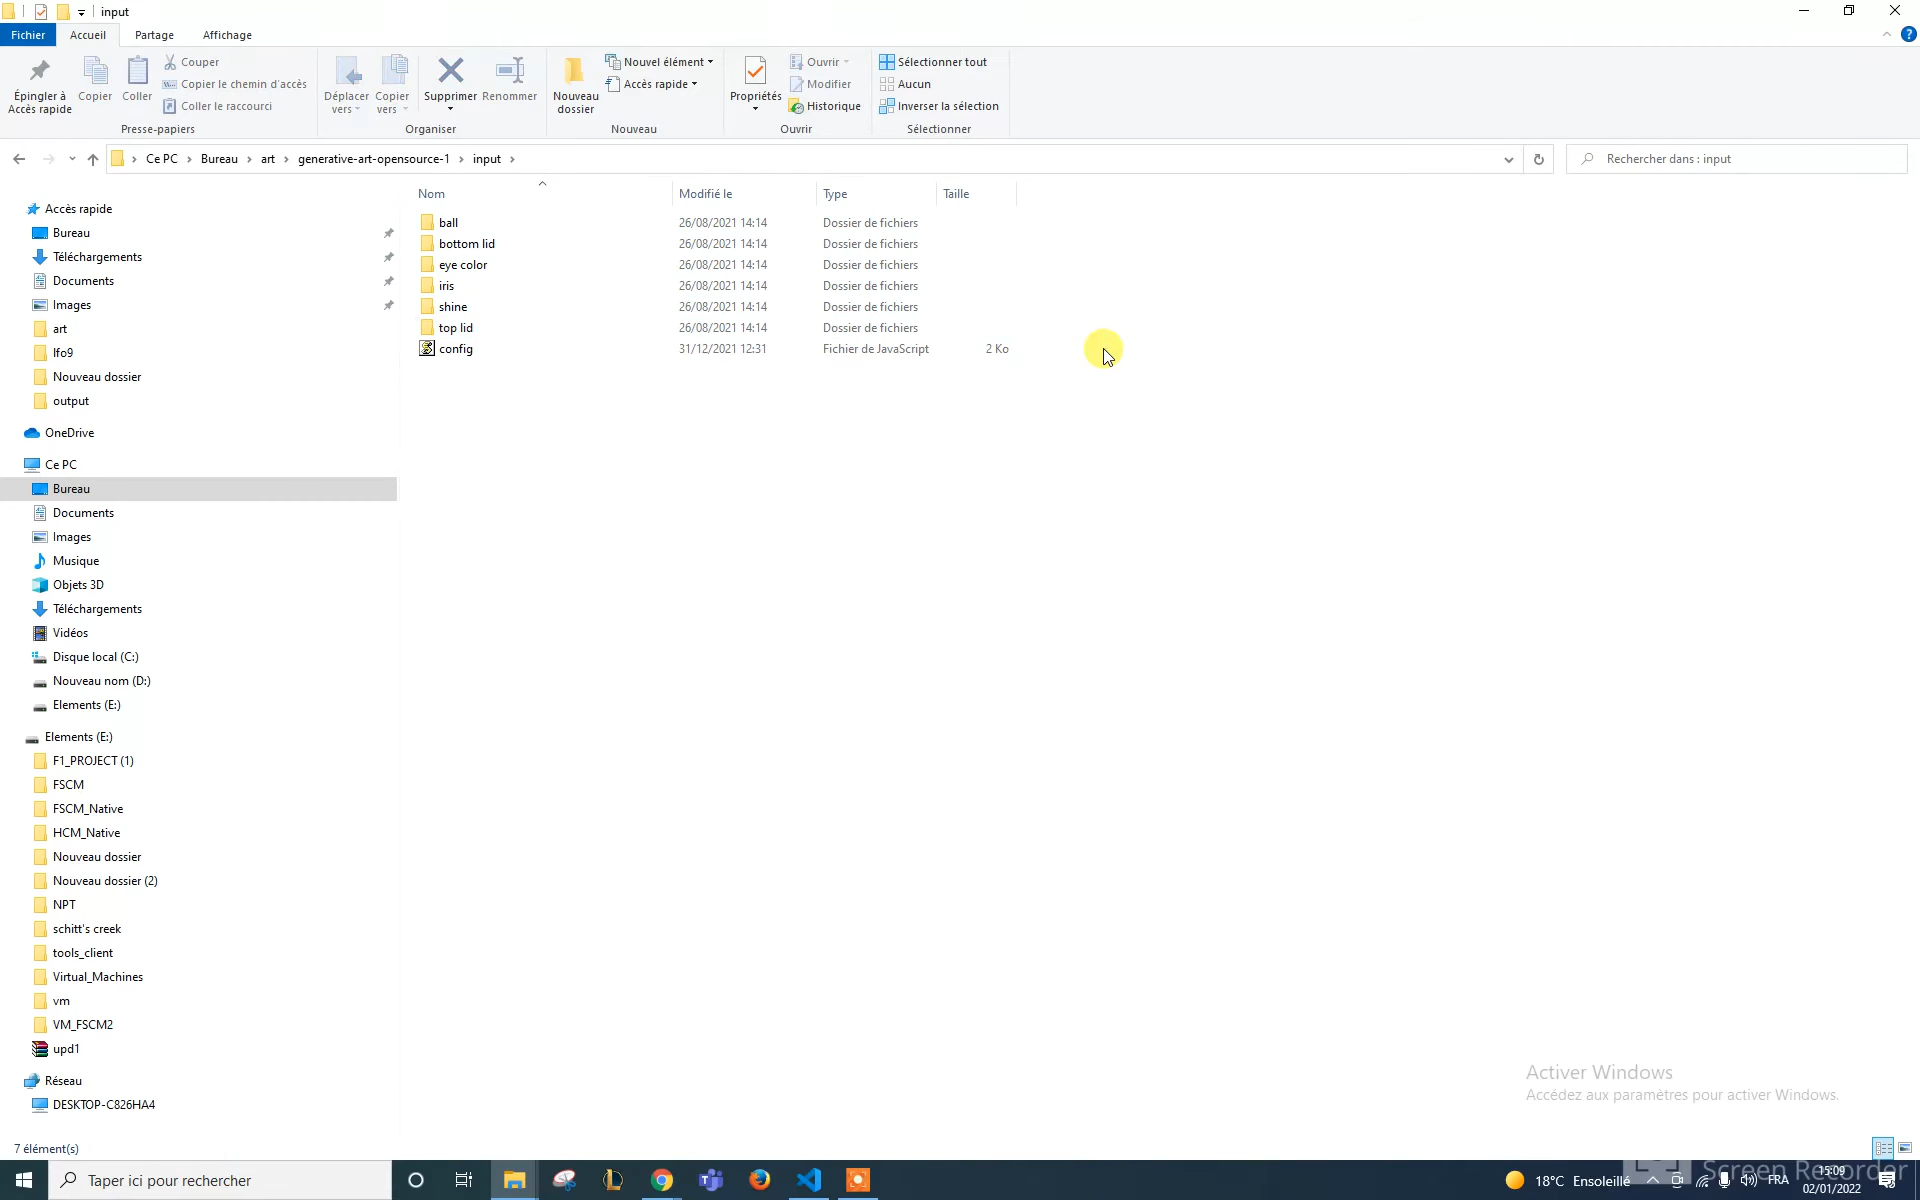 input
Fichier Accueil Partage Affichage
Épingler à Accès rapide
Copier
Coller
Couper
Copier le chemin d'accès
Coller le raccourci
Presse-papiers
Déplacer vers
Copier vers
Supprimer
Renommer
Organiser
Nouveau dossier
Nouvel élément
Accès rapide
Nouveau
Propriétés
Ouvrir
Modifier
Historique
Ouvrir
Sélectionner tout
Aucun
Inverser la sélection
Sélectionner
Ce PC › Bureau › art › generative-art-opensource-1 › input ›
Rechercher dans : input
Accès rapide
Bureau
Téléchargements
Documents
Images
art
lfo9
Nouveau dossier
output
OneDrive
Ce PC
Bureau
Documents
Images
Musique
Objets 3D
Téléchargements
Vidéos
Disque local (C:)
Nouveau nom (D:)
Elements (E:)
Elements (E:)
F1_PROJECT (1)
FSCM
FSCM_Native
HCM_Native
Nouveau dossier
Nouveau dossier (2)
NPT
schitt's creek
tools_client
Virtual_Machines
vm
VM_FSCM2
upd1
Réseau
DESKTOP-C826HA4
Nom Modifié le Type Taille
ball 26/08/2021 14:14 Dossier de fichiers
bottom lid 26/08/2021 14:14 Dossier de fichiers
eye color 26/08/2021 14:14 Dossier de fichiers
iris 26/08/2021 14:14 Dossier de fichiers
shine 26/08/2021 14:14 Dossier de fichiers
top lid 26/08/2021 14:14 Dossier de fichiers
config 31/12/2021 12:31 Fichier de JavaScript 2 Ko
Activer Windows
Accédez aux paramètres pour activer Windows.
7 élément(s)
Taper ici pour rechercher
18°C Ensoleillé
FRA
15:09
02/01/2022
Screen Recorder